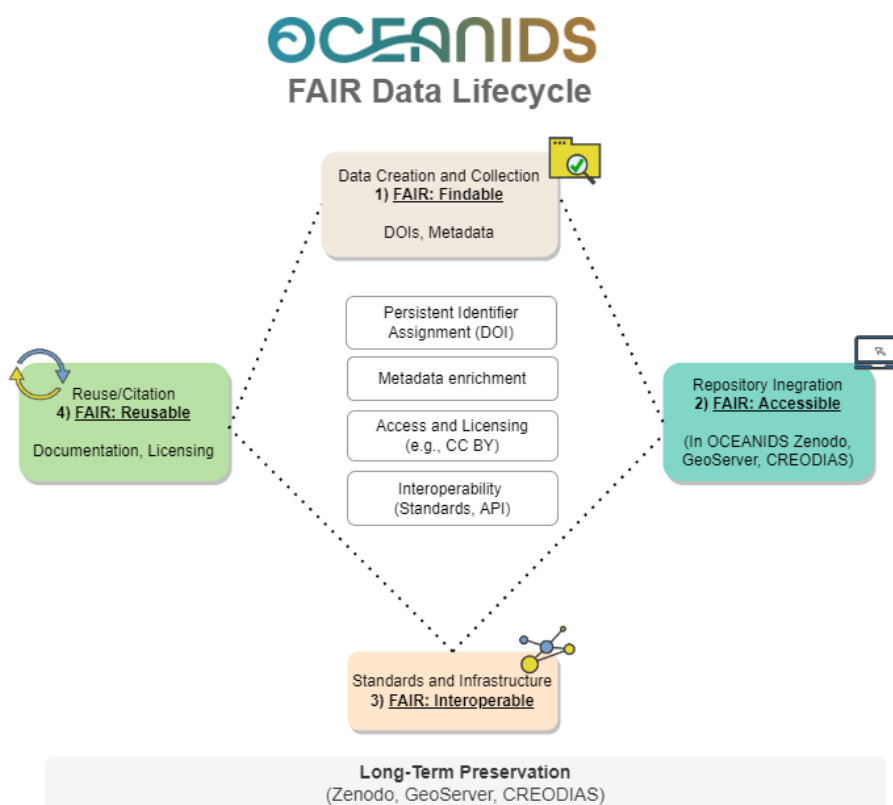 OCEANIDS
FAIR Data Lifecycle
Data Creation and Collection
1) FAIR: Findable
DOIs, Metadata
Persistent Identifier
Assignment (DOI)
Metadata enrichment
Access and Licensing
(e.g., CC BY)
Interoperability
(Standards, API)
Reuse/Citation
4) FAIR: Reusable
Documentation, Licensing
Repository Inegration
2) FAIR: Accessible
(In OCEANIDS Zenodo,
GeoServer, CREODIAS)
Standards and Infrastructure
3) FAIR: Interoperable
Long-Term Preservation
(Zenodo, GeoServer, CREODIAS)